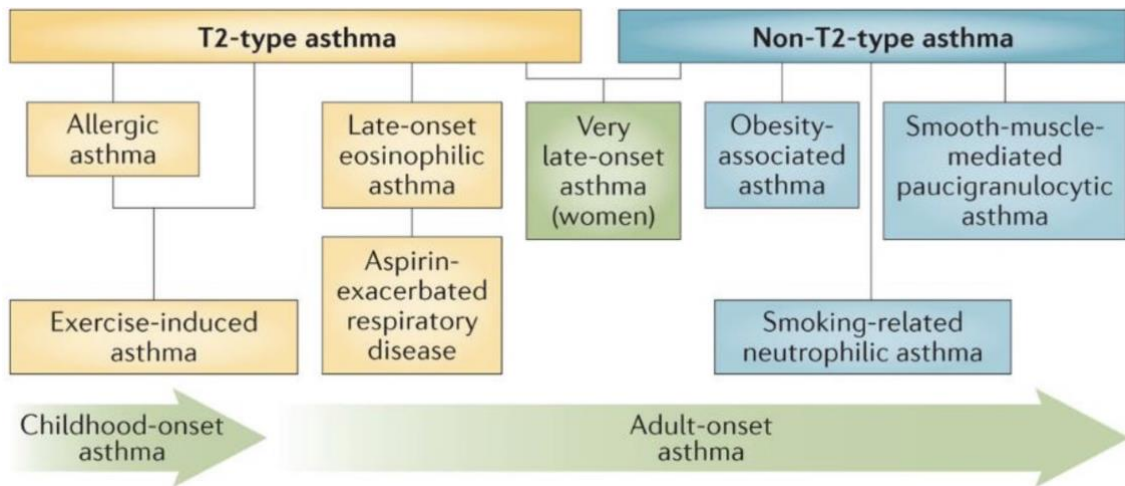 T2-type asthma
Non-T2-type asthma
Allergic
asthma
Late-onset
eosinophilic
asthma
Very
late-onset
asthma
(women)
Obesity-
associated
asthma
Smooth-muscle-
mediated
paucigranulocytic
asthma
Aspirin-
exacerbated
respiratory
disease
Exercise-induced
asthma
Smoking-related
neutrophilic asthma
Childhood-onset
asthma
Adult-onset
asthma